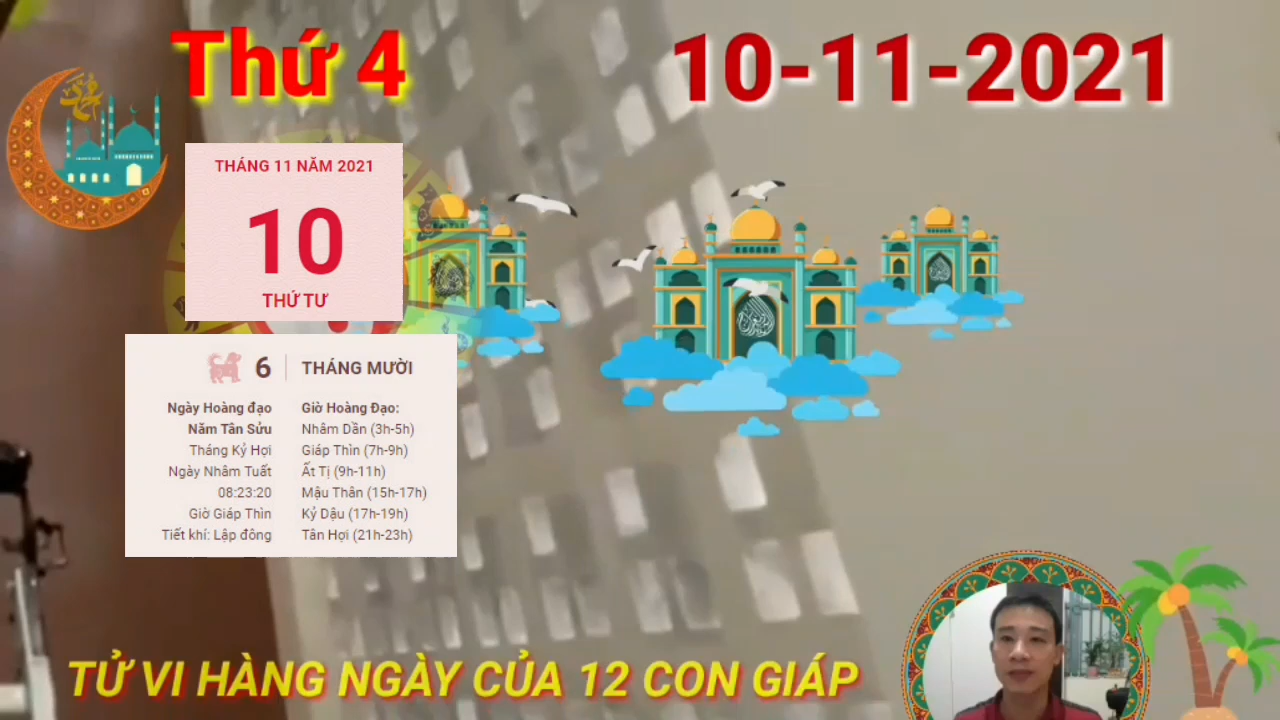 Thứ 4
10-11-2021
THÁNG 11 NĂM 2021
10
THỨ TƯ
6 THÁNG MƯỜI
Ngày Hoàng đạo
Năm Tân Sửu
Tháng Kỷ Hợi
Ngày Nhâm Tuất
08:23:20
Giờ Giáp Thìn
Tiết khí: Lập đông
Giờ Hoàng Đạo:
Nhâm Dần (3h-5h)
Giáp Thìn (7h-9h)
Ất Tị (9h-11h)
Mậu Thân (15h-17h)
Kỷ Dậu (17h-19h)
Tân Hợi (21h-23h)
TỬ VI HÀNG NGÀY CỦA 12 CON GIÁP